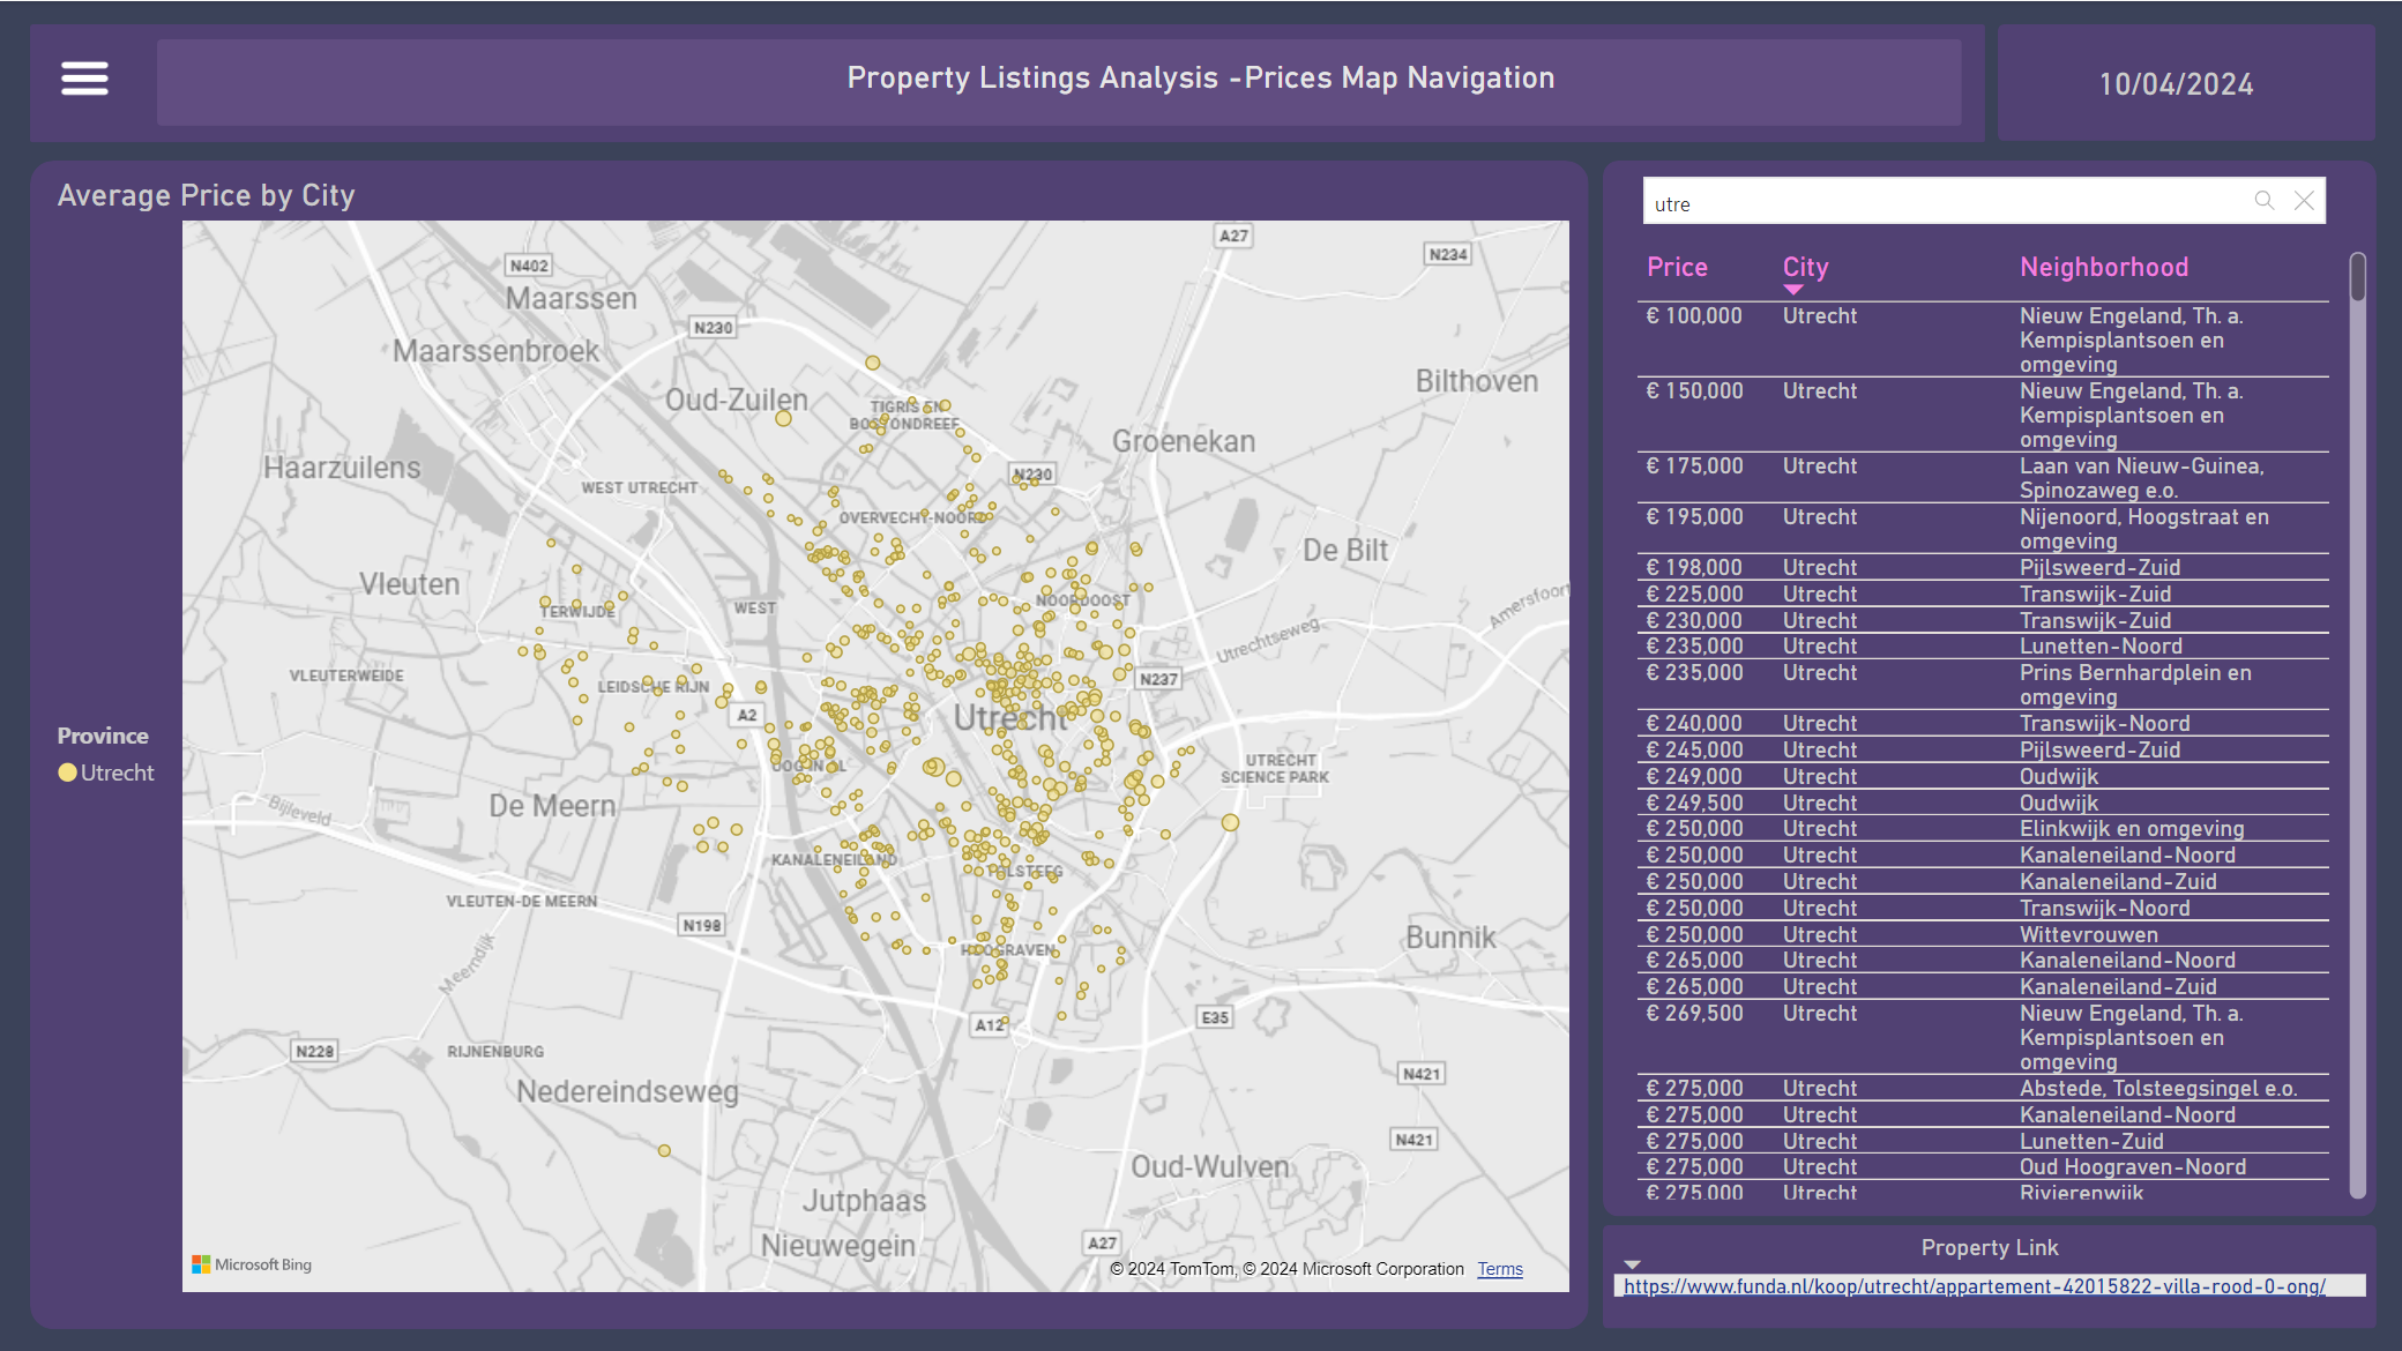 Property Listings Analysis -Prices Map Navigation
10/04/2024
Average Price by City
Province
Utrecht
A27
N234
N402
Maarssen
N230
Maarssenbroek
Bilthoven
Oud-Zuilen
TIGRIS EN
BOSTONDREEF
Groenekan
Haarzuilens
N230
WEST UTRECHT
OVERVECHT-NOORD
De Bilt
Vleuten
Amersfoort
TERWIJDE
WEST
NOORDOOST
Utrechtseweg
VLEUTERWEIDE
LEIDSCHE RIJN
N237
A2
Utrecht
OOG IN AL
UTRECHT
SCIENCE PARK
De Meern
Bijleveld
KANALENEILAND
TOLSTEEG
VLEUTEN-DE MEERN
N198
Bunnik
HOOGRAVEN
Meerndijk
A12
E35
N228
RIJNENBURG
N421
Nedereindseweg
N421
Oud-Wulven
Jutphaas
Nieuwegein
A27
Microsoft Bing
© 2024 TomTom, © 2024 Microsoft Corporation Terms
utre
Price City Neighborhood
€ 100,000 Utrecht Nieuw Engeland, Th. a.
Kempisplantsoen en
omgeving
€ 150,000 Utrecht Nieuw Engeland, Th. a.
Kempisplantsoen en
omgeving
€ 175,000 Utrecht Laan van Nieuw-Guinea,
Spinozaweg e.o.
€ 195,000 Utrecht Nijenoord, Hoogstraat en
omgeving
€ 198,000 Utrecht Pijlsweerd-Zuid
€ 225,000 Utrecht Transwijk-Zuid
€ 230,000 Utrecht Transwijk-Zuid
€ 235,000 Utrecht Lunetten-Noord
€ 235,000 Utrecht Prins Bernhardplein en
omgeving
€ 240,000 Utrecht Transwijk-Noord
€ 245,000 Utrecht Pijlsweerd-Zuid
€ 249,000 Utrecht Oudwijk
€ 249,500 Utrecht Oudwijk
€ 250,000 Utrecht Elinkwijk en omgeving
€ 250,000 Utrecht Kanaleneiland-Noord
€ 250,000 Utrecht Kanaleneiland-Zuid
€ 250,000 Utrecht Transwijk-Noord
€ 250,000 Utrecht Wittevrouwen
€ 265,000 Utrecht Kanaleneiland-Noord
€ 265,000 Utrecht Kanaleneiland-Zuid
€ 269,500 Utrecht Nieuw Engeland, Th. a.
Kempisplantsoen en
omgeving
€ 275,000 Utrecht Abstede, Tolsteegsingel e.o.
€ 275,000 Utrecht Kanaleneiland-Noord
€ 275,000 Utrecht Lunetten-Zuid
€ 275,000 Utrecht Oud Hoograven-Noord
€ 275,000 Utrecht Rivierenwijk
Property Link
https://www.funda.nl/koop/utrecht/appartement-42015822-villa-rood-0-ong/